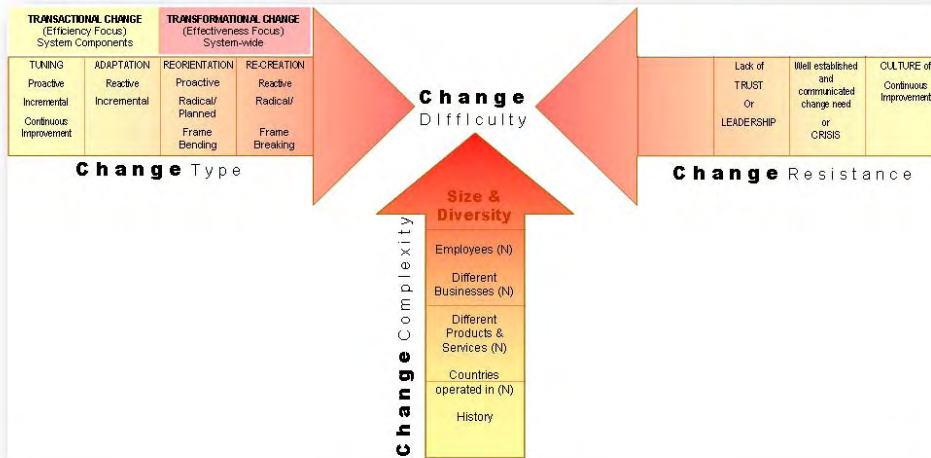 TRANSACTIONAL CHANGE
(Efficiency Focus)
System Components
TRANSFORMATIONAL CHANGE
(Effectiveness Focus)
System-wide
TUNING
Proactive
Incremental
Continuous
Improvement
ADAPTATION
Reactive
Incremental
REORIENTATION
Proactive
Radical/
Planned
Frame
Bending
RE-CREATION
Reactive
Radical/
Frame
Breaking
Change Type
Change
Difficulty
Lack of
TRUST
Or
LEADERSHIP
Well established
and
communicated
change need
or
CRISIS
CULTURE of
Continuous
Improvement
Change Resistance
Change Complexity
Size &
Diversity
Employees (N)
Different
Businesses (N)
Different
Products &
Services (N)
Countries
operated in (N)
History